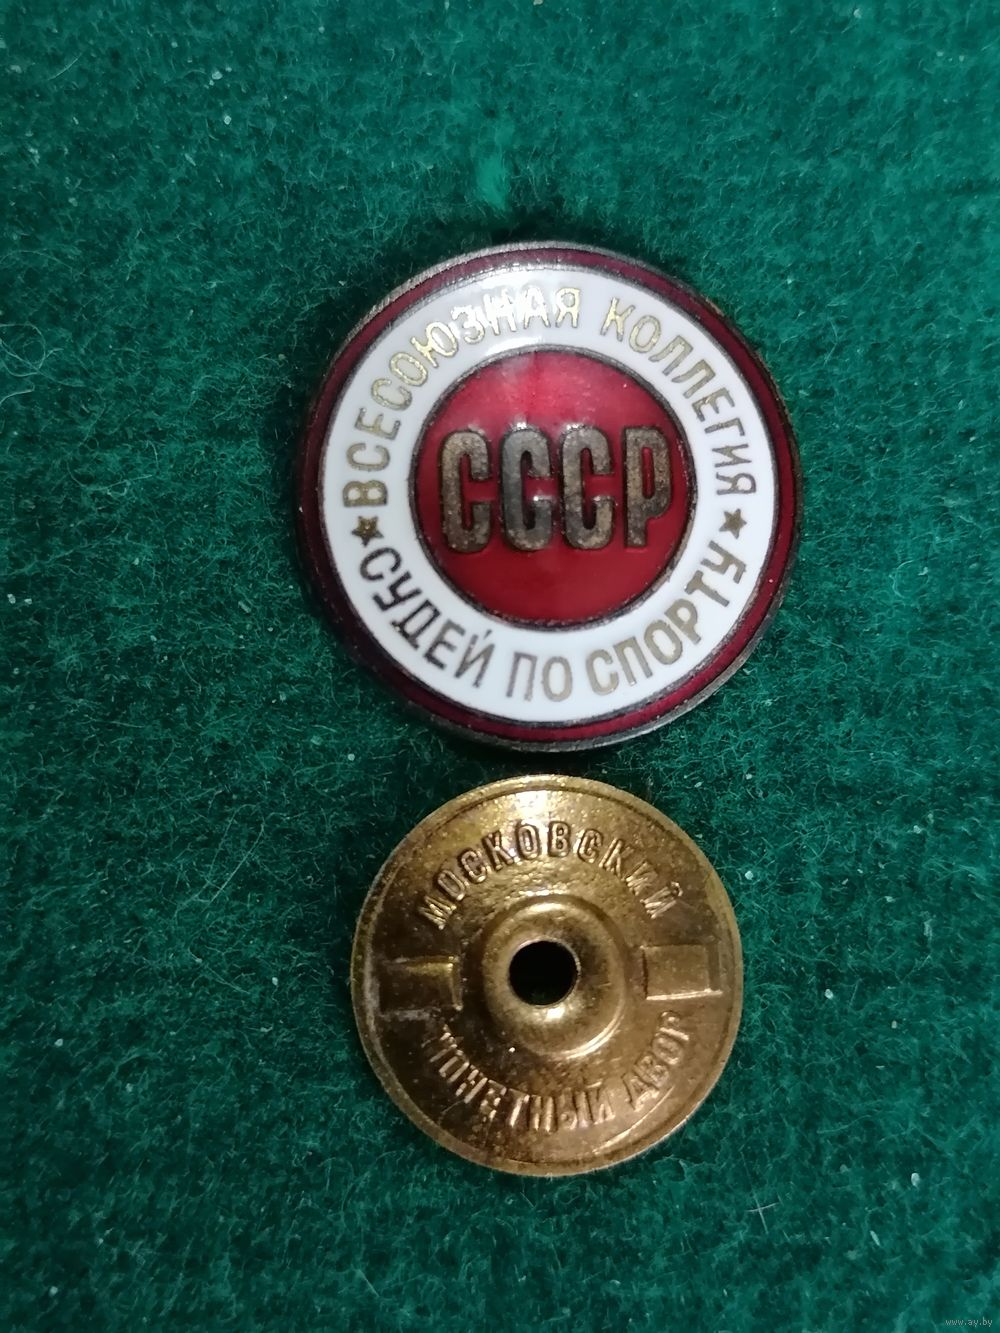 ВСЕСОЮЗНАЯ КОЛЛЕГИЯ
★ СУДЕЙ ПО СПОРТУ ★
СССР
МОСКОВСКИЙ
МОНЕТНЫЙ ДВОР
www.ay.by